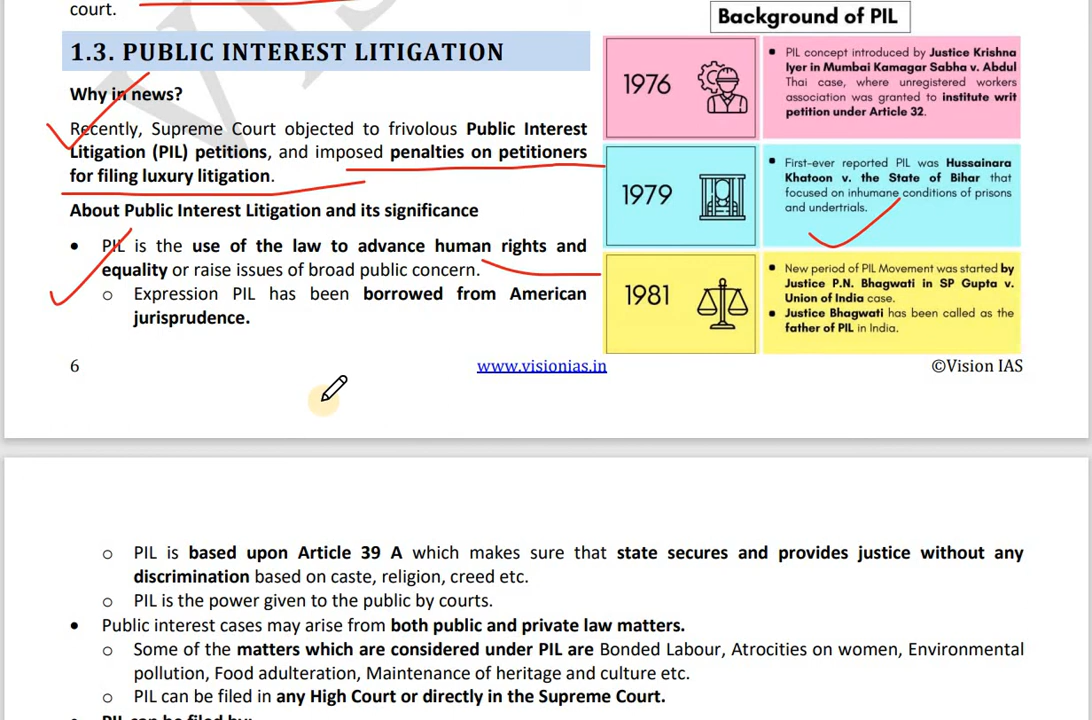 court.
1.3. PUBLIC INTEREST LITIGATION
Why in news?
Recently, Supreme Court objected to frivolous Public Interest
Litigation (PIL) petitions, and imposed penalties on petitioners
for filing luxury litigation.
About Public Interest Litigation and its significance
• PIL is the use of the law to advance human rights and
equality or raise issues of broad public concern.
o Expression PIL has been borrowed from American
jurisprudence.
Background of PIL
1976
• PIL concept introduced by Justice Krishna
Iyer in Mumbai Kamagar Sabha v. Abdul
Thai case, where unregistered workers
association was granted to institute writ
petition under Article 32.
1979
• First-ever reported PIL was Hussainara
Khatoon v. the State of Bihar that
focused on inhumane conditions of prisons
and undertrials.
1981
• New period of PIL Movement was started by
Justice P.N. Bhagwati in SP Gupta v.
Union of India case.
• Justice Bhagwati has been called as the
father of PIL in India.
6 www.visionias.in ©Vision IAS
o PIL is based upon Article 39 A which makes sure that state secures and provides justice without any
discrimination based on caste, religion, creed etc.
o PIL is the power given to the public by courts.
• Public interest cases may arise from both public and private law matters.
o Some of the matters which are considered under PIL are Bonded Labour, Atrocities on women, Environmental
pollution, Food adulteration, Maintenance of heritage and culture etc.
o PIL can be filed in any High Court or directly in the Supreme Court.
• PIL can be filed by: